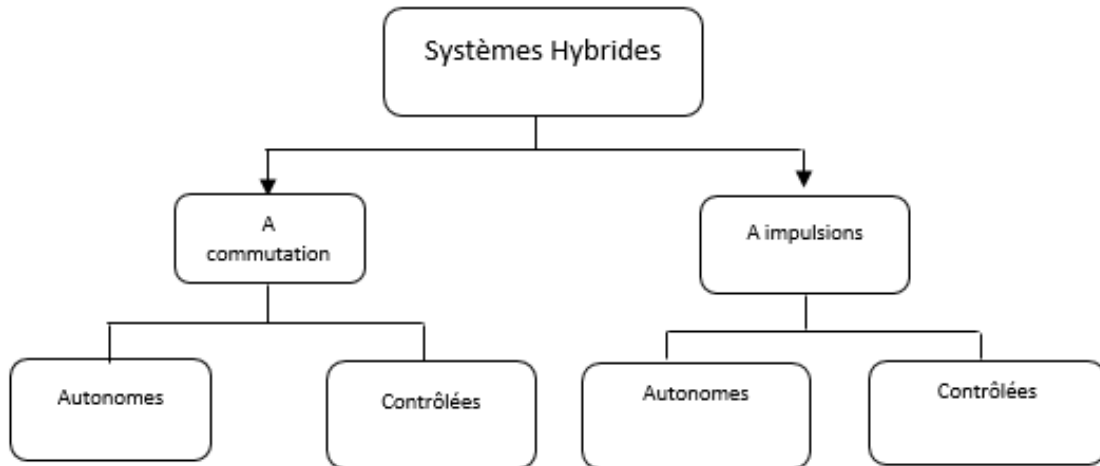 Systèmes Hybrides
A
commutation
A impulsions
Autonomes
Contrôlées
Autonomes
Contrôlées